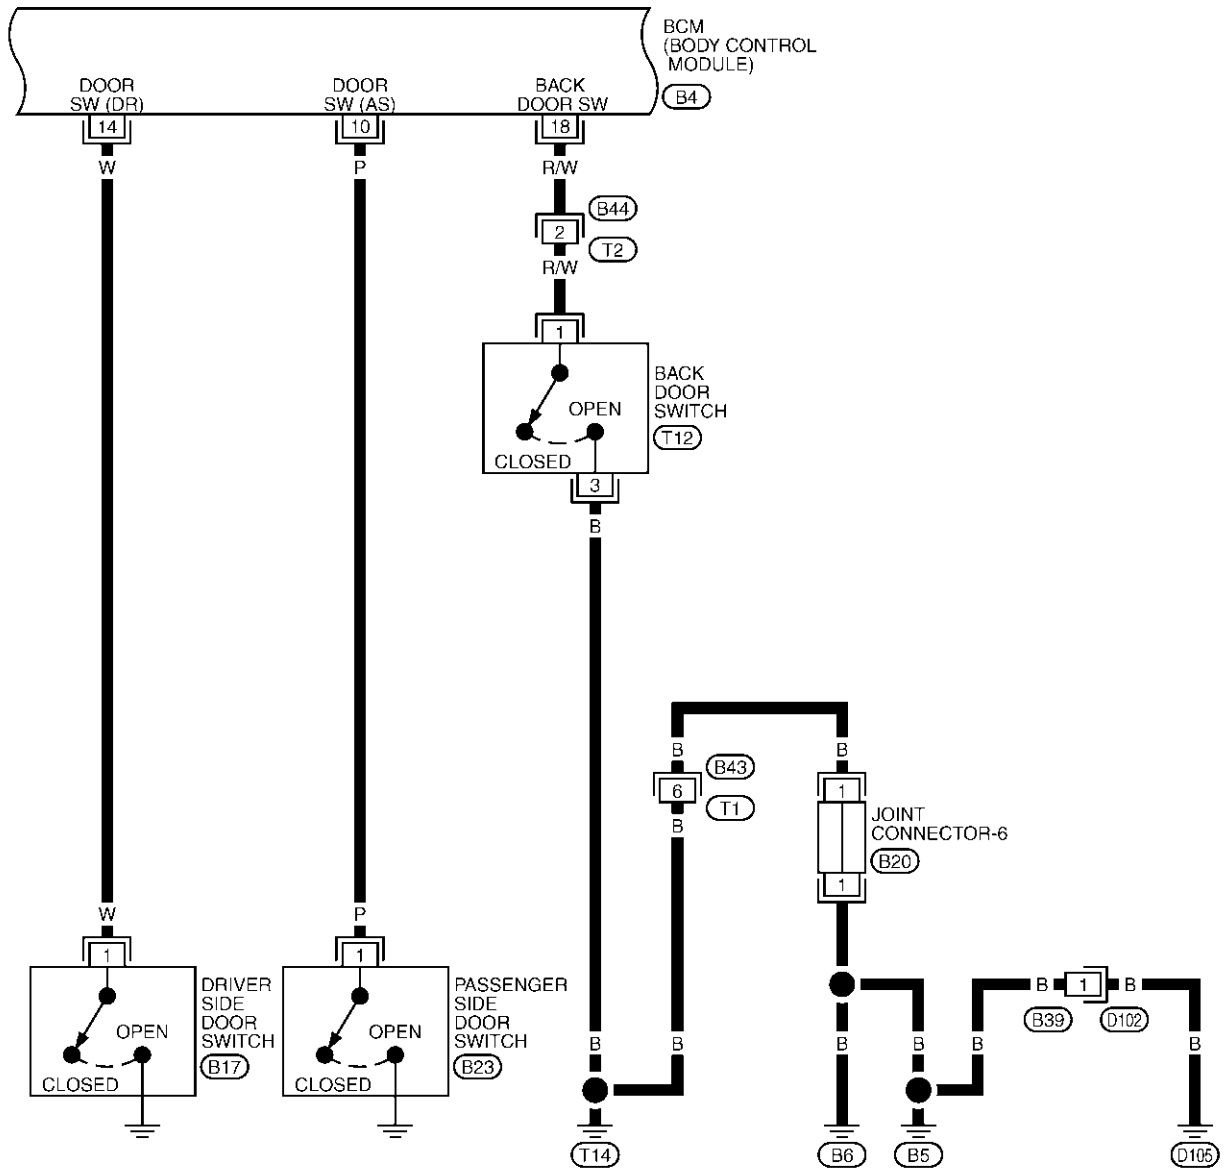 BCM
(BODY CONTROL
MODULE)
B4
DOOR
SW (DR)
DOOR
SW (AS)
BACK
DOOR SW
14
10
18
W
P
R/W
B44
2
T2
R/W
1
BACK
DOOR
SWITCH
T12
OPEN
CLOSED
3
B
B
B
B43
6
T1
B
1
JOINT
CONNECTOR-6
B20
1
W
P
1
DRIVER
SIDE
DOOR
SWITCH
B17
OPEN
CLOSED
1
PASSENGER
SIDE
DOOR
SWITCH
B23
OPEN
CLOSED
B
1
B
B39
D102
B
B
B
B
B
B
T14
B6
B5
D105